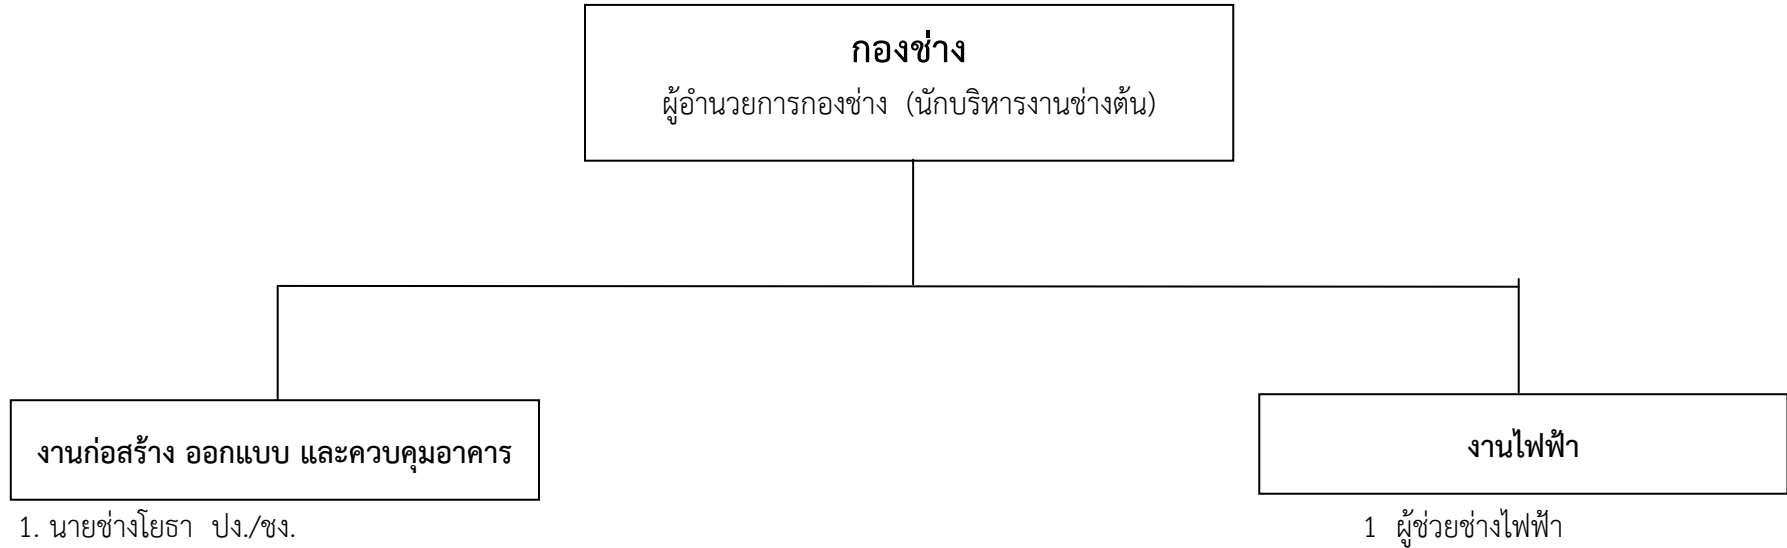 กองช่าง
ผู้อำนวยการกองช่าง (นักบริหารงานช่างต้น)
งานก่อสร้าง ออกแบบ และควบคุมอาคาร
1. นายช่างโยธา ปง./ชง.
งานไฟฟ้า
1 ผู้ช่วยช่างไฟฟ้า